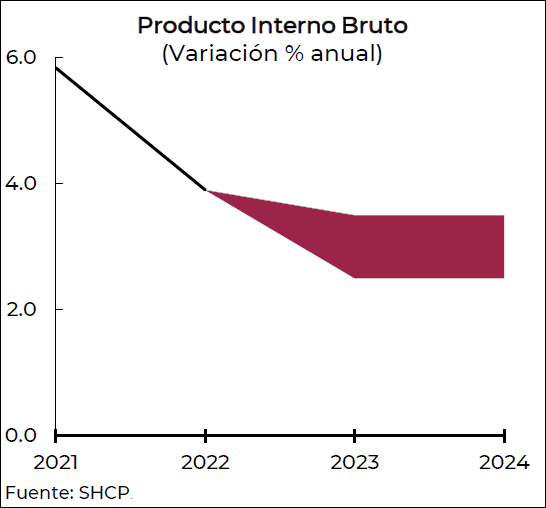 Producto Interno Bruto
(Variación % anual)
6.0
4.0
2.0
0.0
2021 2022 2023 2024
Fuente: SHCP.